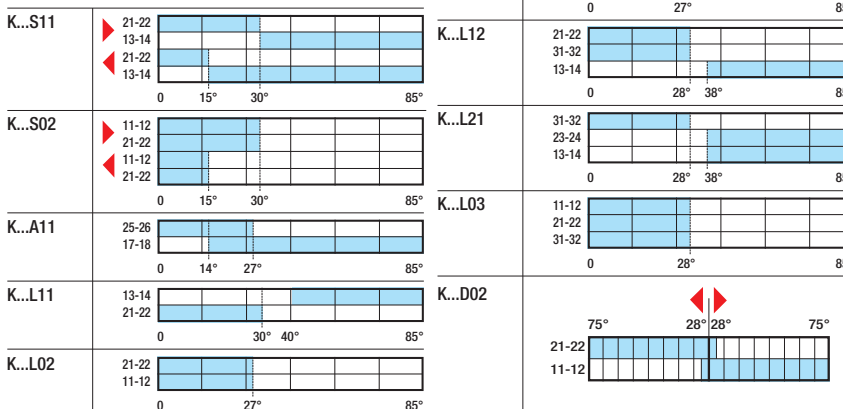 K...S11
21-22
13-14
21-22
13-14
0 15° 30° 85°
K...S02
11-12
21-22
11-12
21-22
0 15° 30° 85°
K...A11
25-26
17-18
0 14° 27° 85°
K...L11
13-14
21-22
0 30° 40° 85°
K...L02
21-22
11-12
0 27° 85°
0 27° 85
K...L12
21-22
31-32
13-14
0 28° 38° 85
K...L21
31-32
23-24
13-14
0 28° 38° 85
K...L03
11-12
21-22
31-32
0 28° 85
K...D02
75° 28° 28° 75°
21-22
11-12